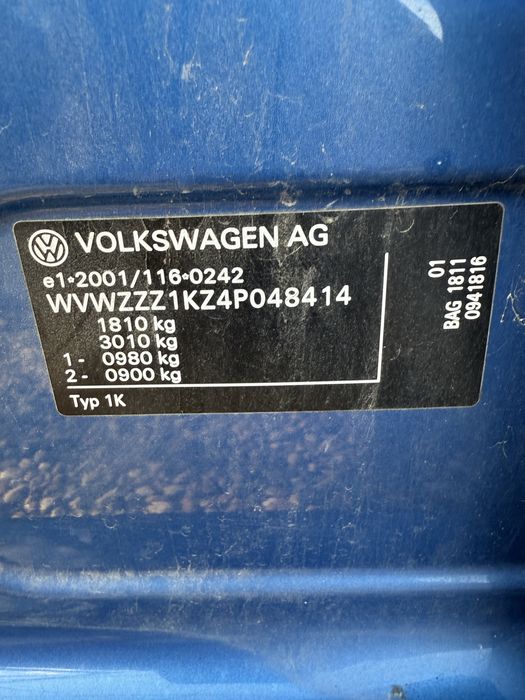 VOLKSWAGEN AG
e1*2001/116*0242
WVWZZZ1KZ4P048414
1810 kg
3010 kg
1 - 0980 kg
2 - 0900 kg
Typ 1K
01
BAG 1811
0941816